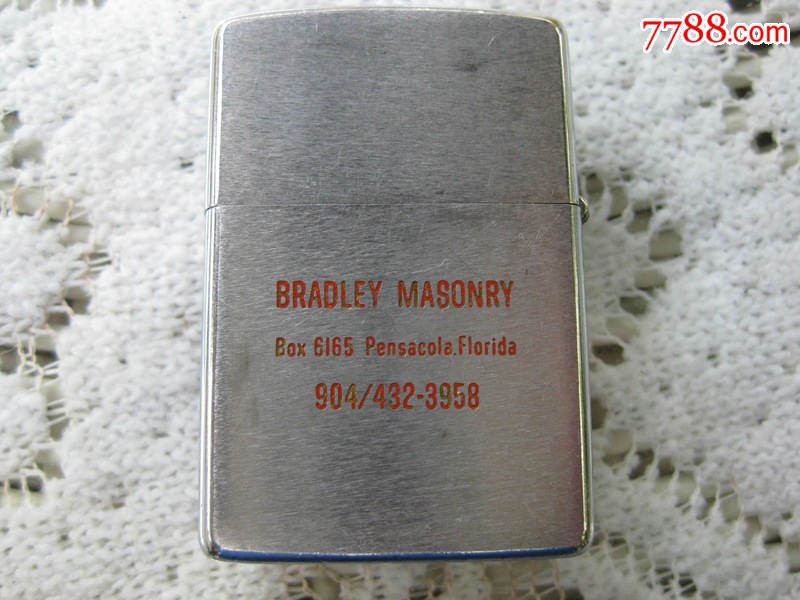 7788.com
BRADLEY MASONRY
Box 6165 Pensacola, Florida
904/432-3958